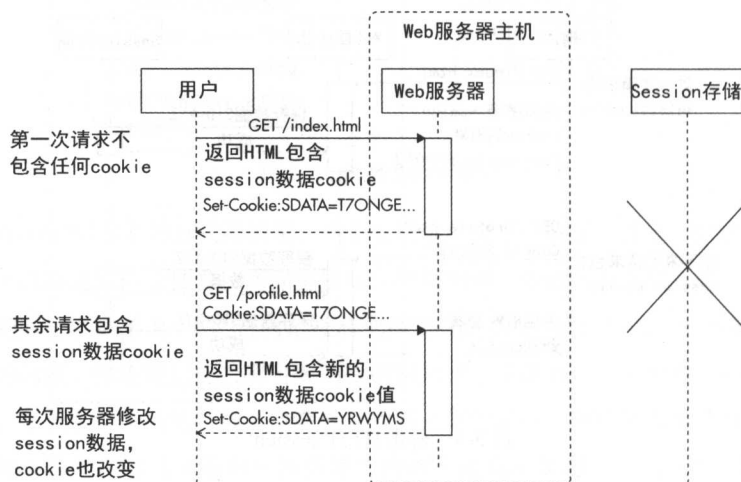 Web服务器主机
用户
Web服务器
Session存储
GET /index.html
第一次请求不
包含任何cookie
返回HTML包含
session数据cookie
Set-Cookie:SDATA=T7ONGE...
GET /profile.html
Cookie:SDATA=T7ONGE...
其余请求包含
session数据cookie
返回HTML包含新的
session数据cookie值
Set-Cookie:SDATA=YRWYMS
每次服务器修改
session数据,
cookie也改变